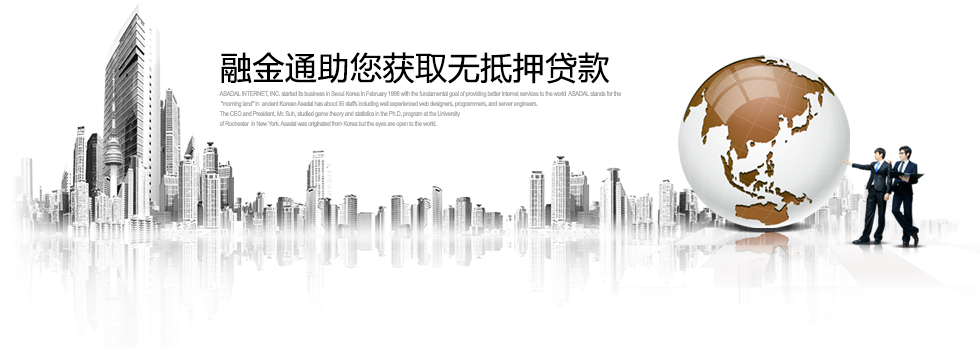 融金通助您获取无抵押贷款
ASADAL INTERNET, INC. started its business in Seoul Korea in February 1998 with the fundamental goal of providing better internet services to the world. ASADAL stands for the
"morning land" in ancient Korean. Asadal has about 35 staffs including well experienced web designers, programmers, and server engineers.
The CEO and President, Mr. Suh, studied game theory and statistics in the Ph.D. program at the University
of Rochester in New York. Asadal was originated from Korea but the eyes are open to the world.